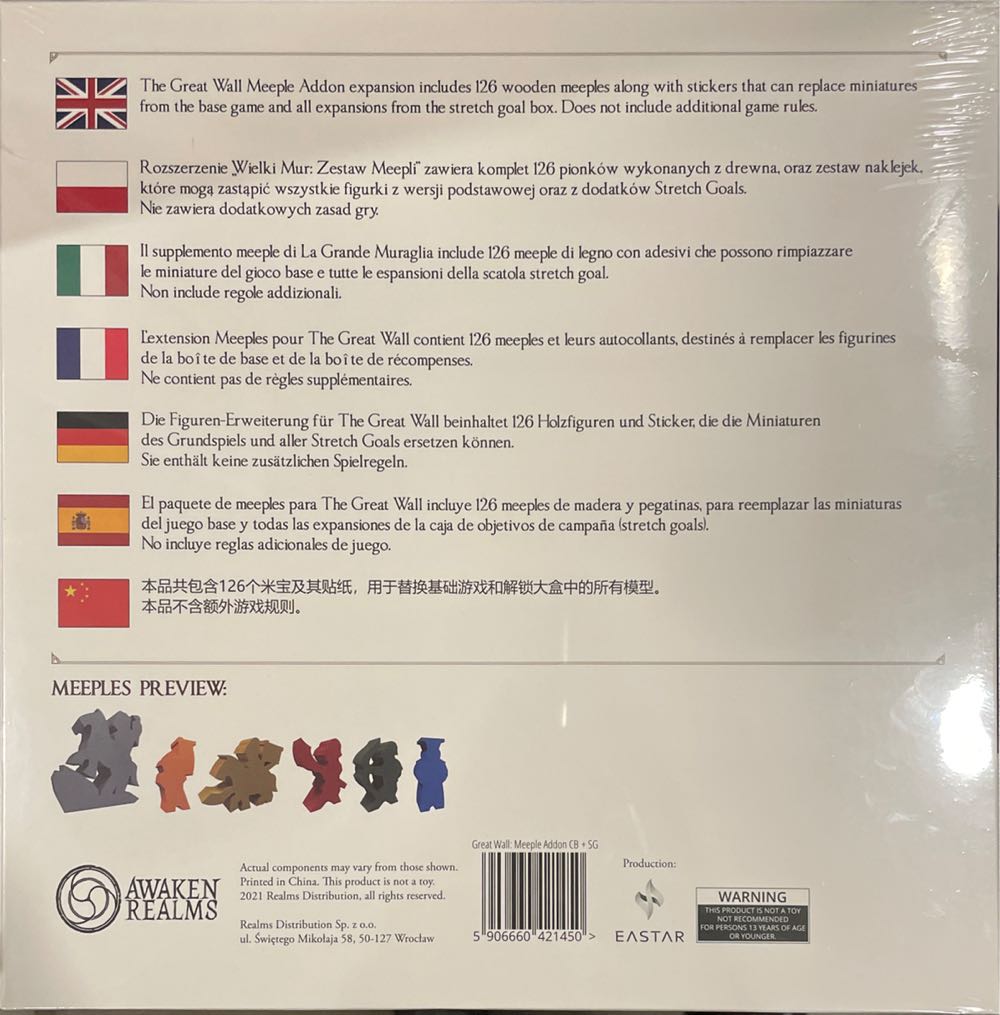 The Great Wall Meeple Addon expansion includes 126 wooden meeples along with stickers that can replace miniatures
from the base game and all expansions from the stretch goal box. Does not include additional game rules.
Rozszerzenie „Wielki Mur: Zestaw Meepli” zawiera komplet 126 pionków wykonanych z drewna, oraz zestaw naklejek,
które mogą zastąpić wszystkie figurki z wersji podstawowej oraz z dodatków Stretch Goals.
Nie zawiera dodatkowych zasad gry.
Il supplemento meeple di La Grande Muraglia include 126 meeple di legno con adesivi che possono rimpiazzare
le miniature del gioco base e tutte le espansioni della scatola stretch goal.
Non include regole addizionali.
L'extension Meeples pour The Great Wall contient 126 meeples et leurs autocollants, destinés à remplacer les figurines
de la boîte de base et de la boîte de récompenses.
Ne contient pas de règles supplémentaires.
Die Figuren-Erweiterung für The Great Wall beinhaltet 126 Holzfiguren und Sticker, die die Miniaturen
des Grundspiels und aller Stretch Goals ersetzen können.
Sie enthält keine zusätzlichen Spielregeln.
El paquete de meeples para The Great Wall incluye 126 meeples de madera y pegatinas, para reemplazar las miniaturas
del juego base y todas las expansiones de la caja de objetivos de campaña (stretch goals).
No incluye reglas adicionales de juego.
本品共包含126个米宝及其贴纸，用于替换基础游戏和解锁大盒中的所有模型。
本品不含额外游戏规则。
MEEPLES PREVIEW:
AWAKEN
REALMS
Actual components may vary from those shown.
Printed in China. This product is not a toy.
2021 Realms Distribution, all rights reserved.
Realms Distribution Sp. z o.o.
ul. Świętego Mikołaja 58, 50-127 Wrocław
Great Wall: Meeple Addon CB + SG
5 906660 421450 >
Production:
EASTAR
WARNING
THIS PRODUCT IS NOT A TOY
NOT RECOMMENDED
FOR PERSONS 13 YEARS OF AGE
OR YOUNGER.